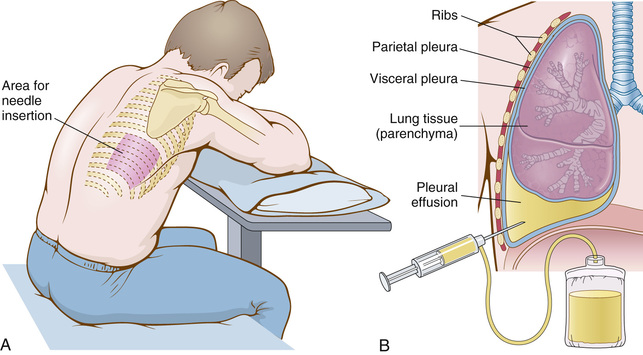 Area for
needle
insertion
A
Ribs
Parietal pleura
Visceral pleura
Lung tissue
(parenchyma)
Pleural
effusion
B